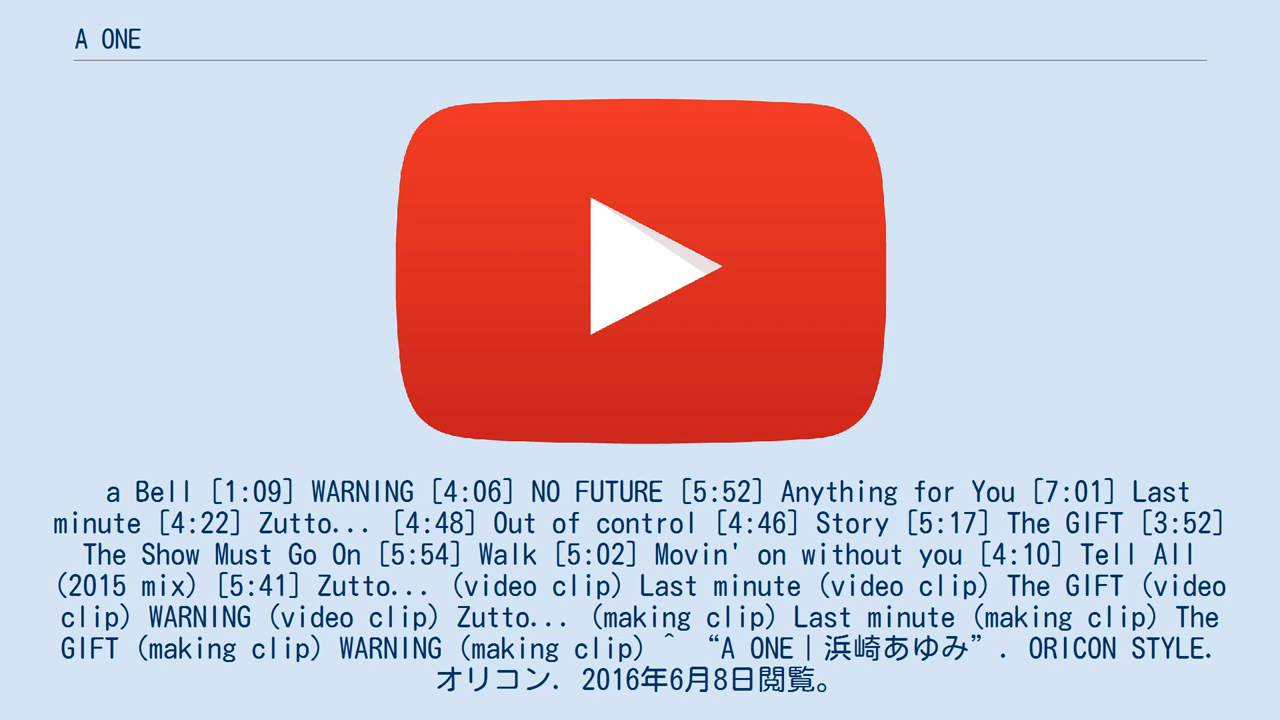 A ONE
a Bell [1:09] WARNING [4:06] NO FUTURE [5:52] Anything for You [7:01] Last
minute [4:22] Zutto... [4:48] Out of control [4:46] Story [5:17] The GIFT [3:52]
The Show Must Go On [5:54] Walk [5:02] Movin' on without you [4:10] Tell All
(2015 mix) [5:41] Zutto... (video clip) Last minute (video clip) The GIFT (video
clip) WARNING (video clip) Zutto... (making clip) Last minute (making clip) The
GIFT (making clip) WARNING (making clip) ^ “A ONE｜浜崎あゆみ”. ORICON STYLE.
オリコン. 2016年6月8日閲覧。